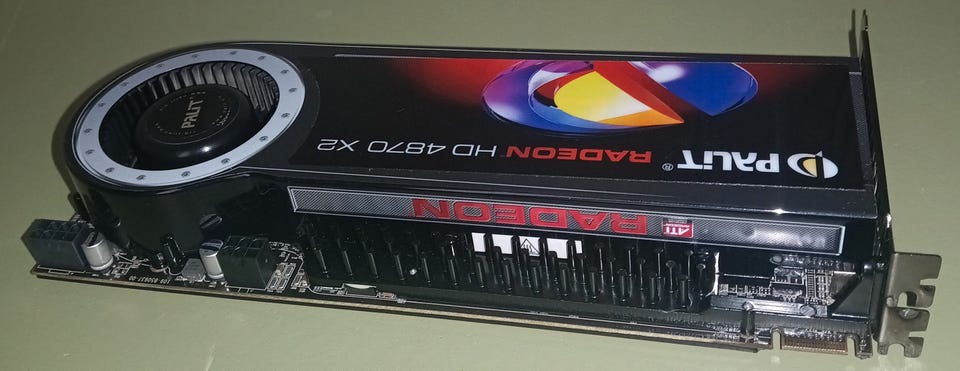 PALiT
PALiT
RADEON® HD 4870 X2
ATI RADEON